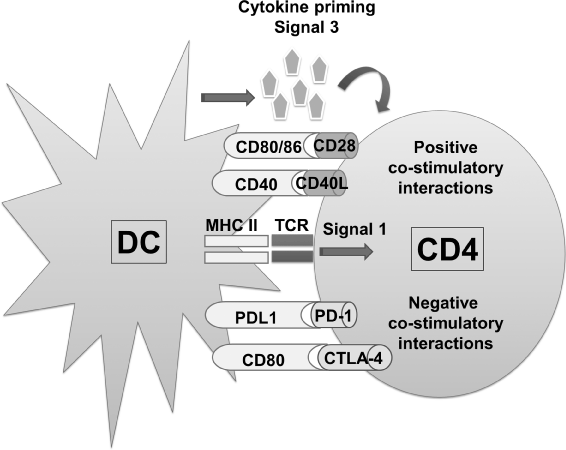 Cytokine priming
Signal 3
CD80/86 CD28
Positive
co-stimulatory
interactions
CD40 CD40L
MHC II TCR Signal 1
DC
CD4
Negative
co-stimulatory
interactions
PDL1 PD-1
CD80 CTLA-4